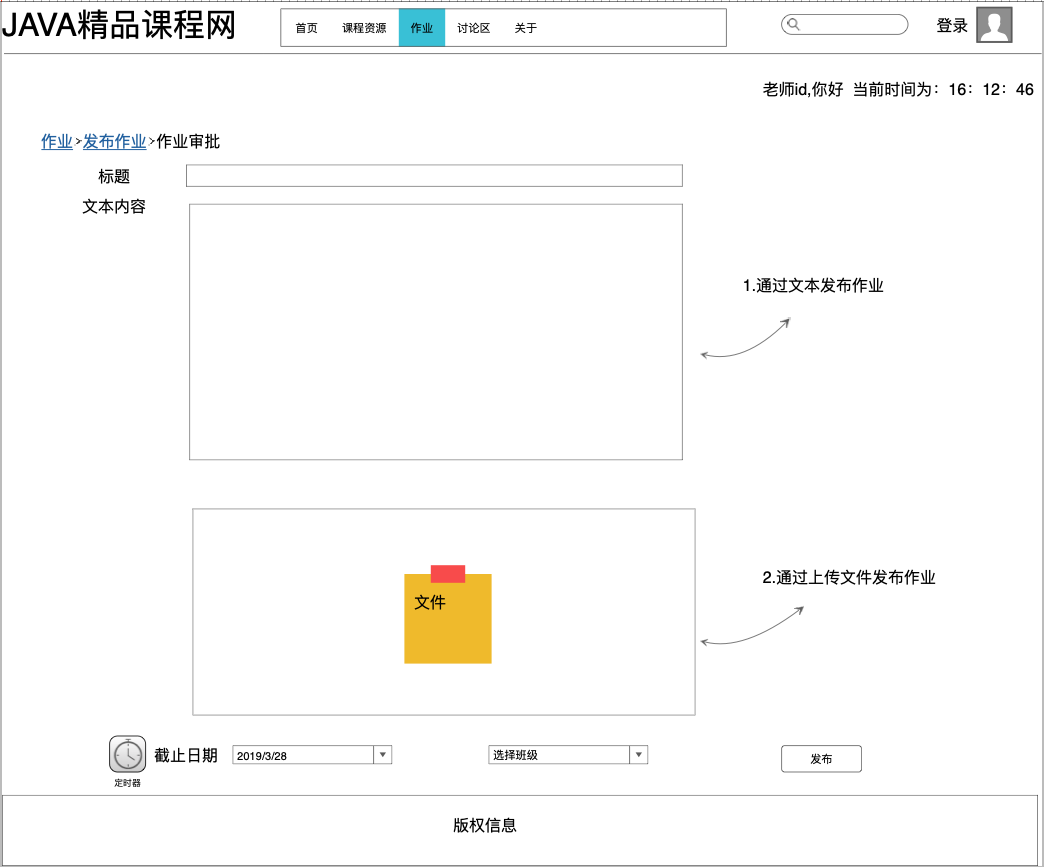 JAVA精品课程网
首页 课程资源 作业 讨论区 关于
登录
老师id,你好 当前时间为：16：12：46
作业>发布作业>作业审批
标题
文本内容
1.通过文本发布作业
文件
2.通过上传文件发布作业
截止日期 2019/3/28 选择班级 发布
定时器
版权信息